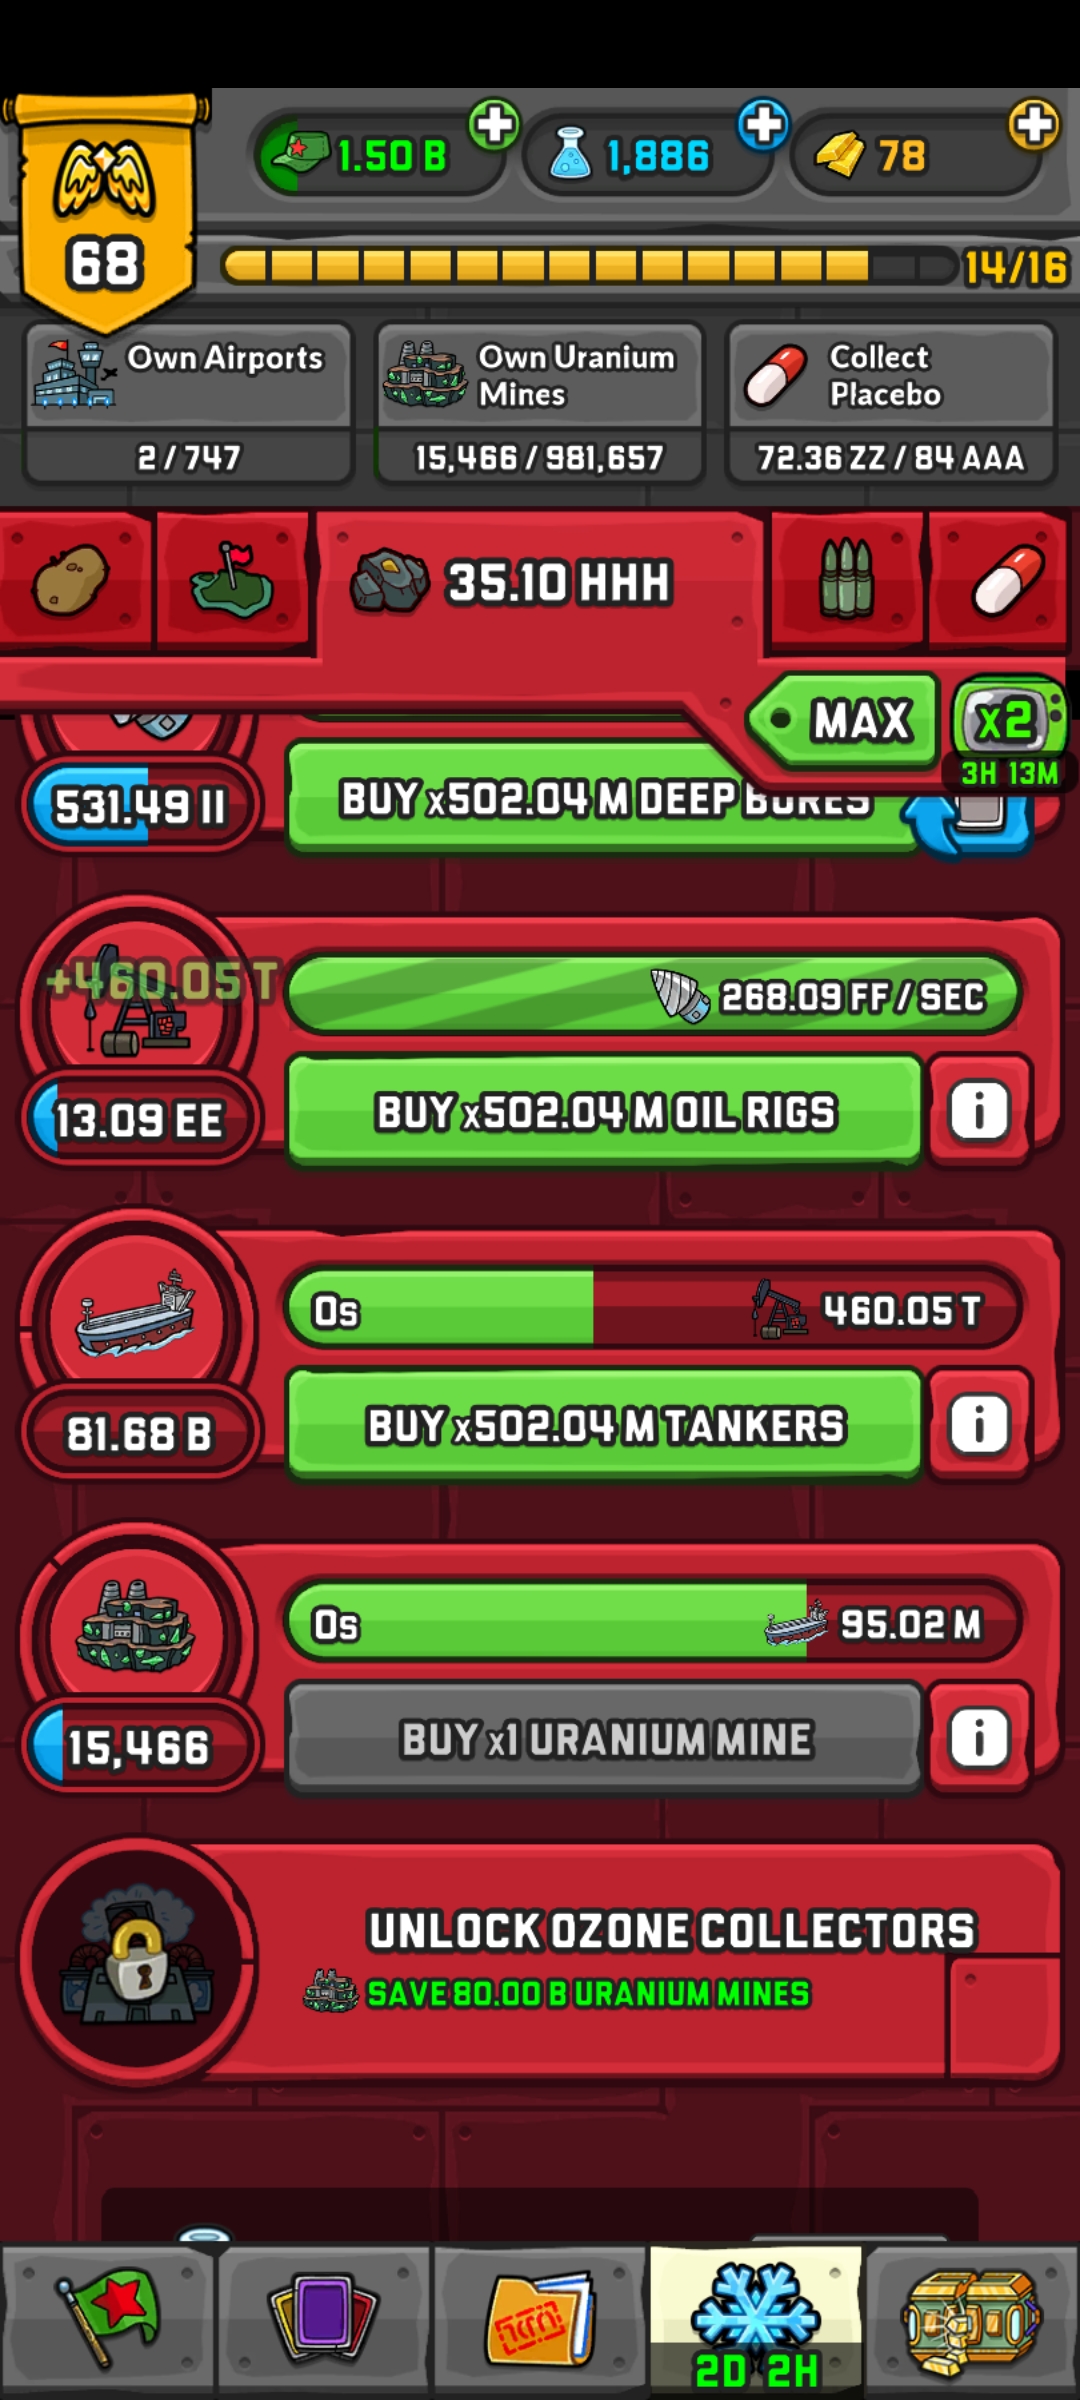 68
1.50 B
1,886
78
14/16
Own Airports
2 / 747
Own Uranium
Mines
15,466 / 981,657
Collect
Placebo
72.36 ZZ / 84 AAA
35.10 HHH
MAX
x2
3H 13M
531.49 II
BUY x502.04 M DEEP BORES
+460.05 T
268.09 FF / SEC
13.09 EE
BUY x502.04 M OIL RIGS
i
0s
460.05 T
81.68 B
BUY x502.04 M TANKERS
i
0s
95.02 M
15,466
BUY x1 URANIUM MINE
i
UNLOCK OZONE COLLECTORS
SAVE 80.00 B URANIUM MINES
2D 2H